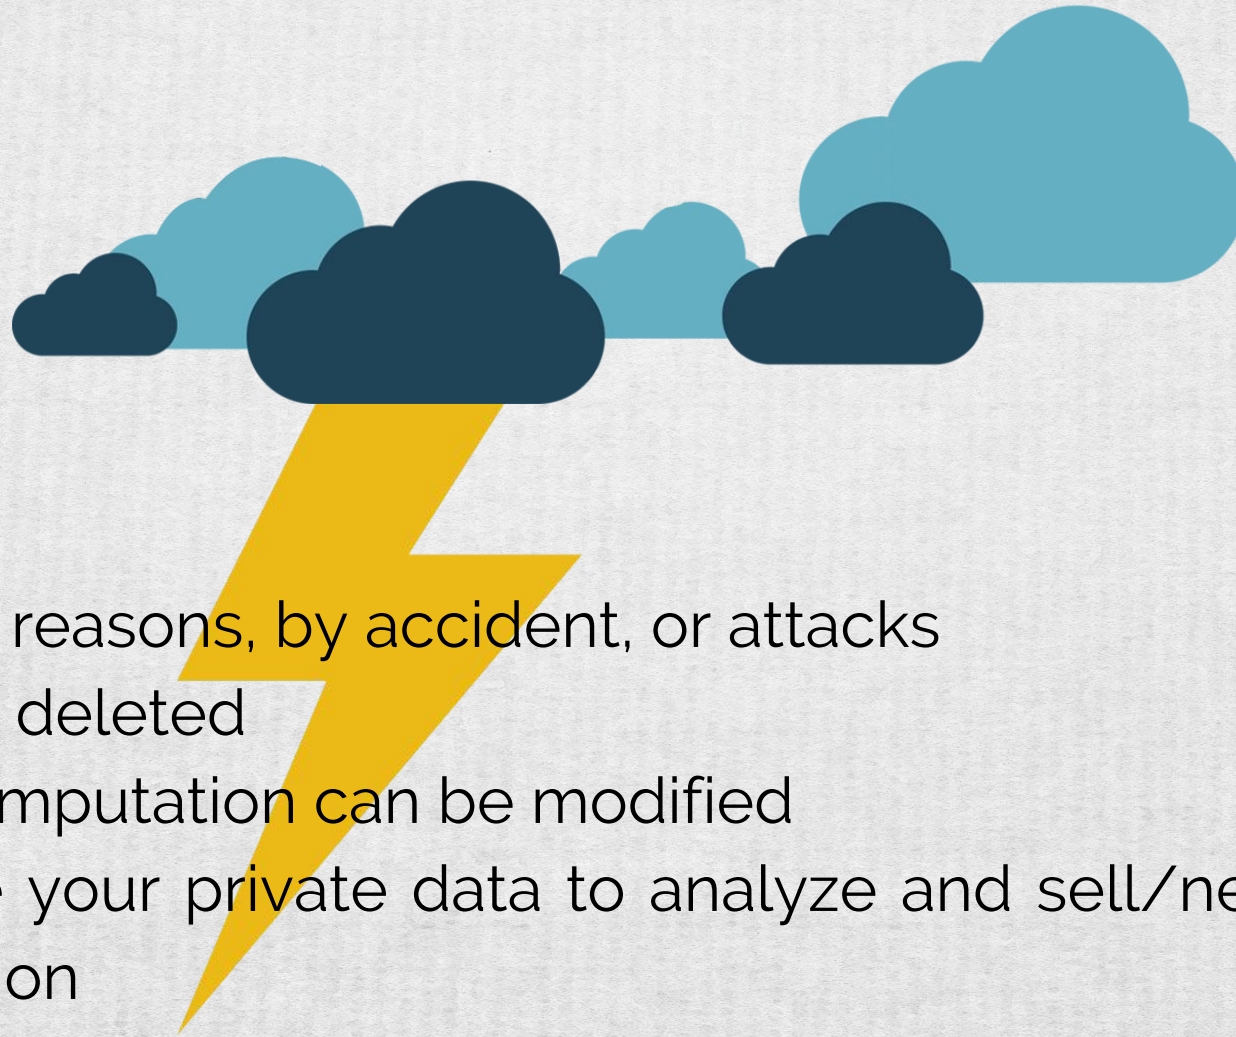 reasons, by accident, or attacks
deleted
mputation can be modified
e your private data to analyze and sell/ne
on